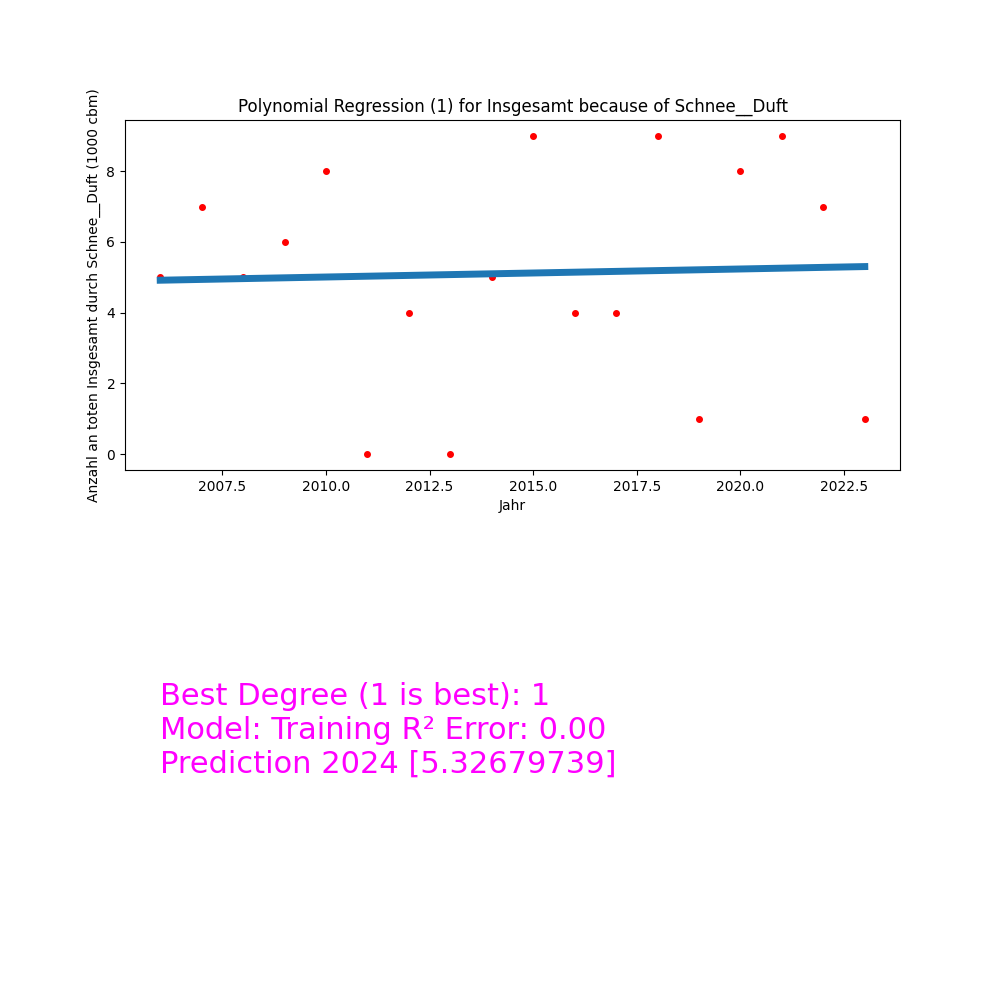 Polynomial Regression (1) for Insgesamt because of Schnee__Duft
Anzahl an toten Insgesamt durch Schnee__Duft (1000 cbm)
8
6
4
2
0
2007.5 2010.0 2012.5 2015.0 2017.5 2020.0 2022.5
Jahr
Best Degree (1 is best): 1
Model: Training R² Error: 0.00
Prediction 2024 [5.32679739]